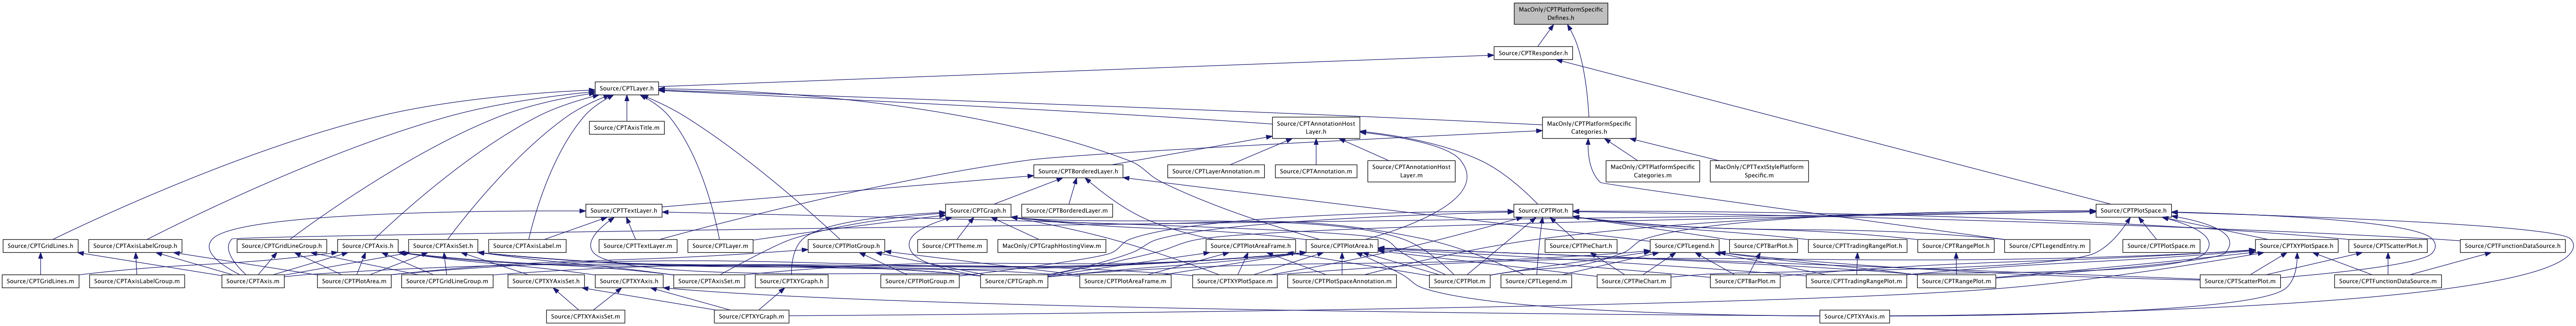 MacOnly/CPTPlatformSpecific
Defines.h
Source/CPTResponder.h
Source/CPTLayer.h
Source/CPTAxisTitle.m
Source/CPTAnnotationHost
Layer.h
MacOnly/CPTPlatformSpecific
Categories.h
Source/CPTBorderedLayer.h
Source/CPTLayerAnnotation.m
Source/CPTAnnotation.m
Source/CPTAnnotationHost
Layer.m
MacOnly/CPTPlatformSpecific
Categories.m
MacOnly/CPTTextStylePlatform
Specific.m
Source/CPTTextLayer.h
Source/CPTGraph.h
Source/CPTBorderedLayer.m
Source/CPTPlot.h
Source/CPTPlotSpace.h
Source/CPTGridLines.h
Source/CPTAxisLabelGroup.h
Source/CPTGridLineGroup.h
Source/CPTAxis.h
Source/CPTAxisSet.h
Source/CPTAxisLabel.m
Source/CPTTextLayer.m
Source/CPTLayer.m
Source/CPTPlotGroup.h
Source/CPTTheme.m
MacOnly/CPTGraphHostingView.m
Source/CPTPlotAreaFrame.h
Source/CPTPlotArea.h
Source/CPTPieChart.h
Source/CPTLegend.h
Source/CPTBarPlot.h
Source/CPTTradingRangePlot.h
Source/CPTRangePlot.h
Source/CPTLegendEntry.m
Source/CPTPlotSpace.m
Source/CPTXYPlotSpace.h
Source/CPTScatterPlot.h
Source/CPTFunctionDataSource.h
Source/CPTGridLines.m
Source/CPTAxisLabelGroup.m
Source/CPTAxis.m
Source/CPTPlotArea.m
Source/CPTGridLineGroup.m
Source/CPTXYAxisSet.h
Source/CPTXYAxis.h
Source/CPTAxisSet.m
Source/CPTXYGraph.h
Source/CPTPlotGroup.m
Source/CPTGraph.m
Source/CPTPlotAreaFrame.m
Source/CPTXYPlotSpace.m
Source/CPTPlotSpaceAnnotation.m
Source/CPTPlot.m
Source/CPTLegend.m
Source/CPTPieChart.m
Source/CPTBarPlot.m
Source/CPTTradingRangePlot.m
Source/CPTRangePlot.m
Source/CPTScatterPlot.m
Source/CPTFunctionDataSource.m
Source/CPTXYAxisSet.m
Source/CPTXYGraph.m
Source/CPTXYAxis.m